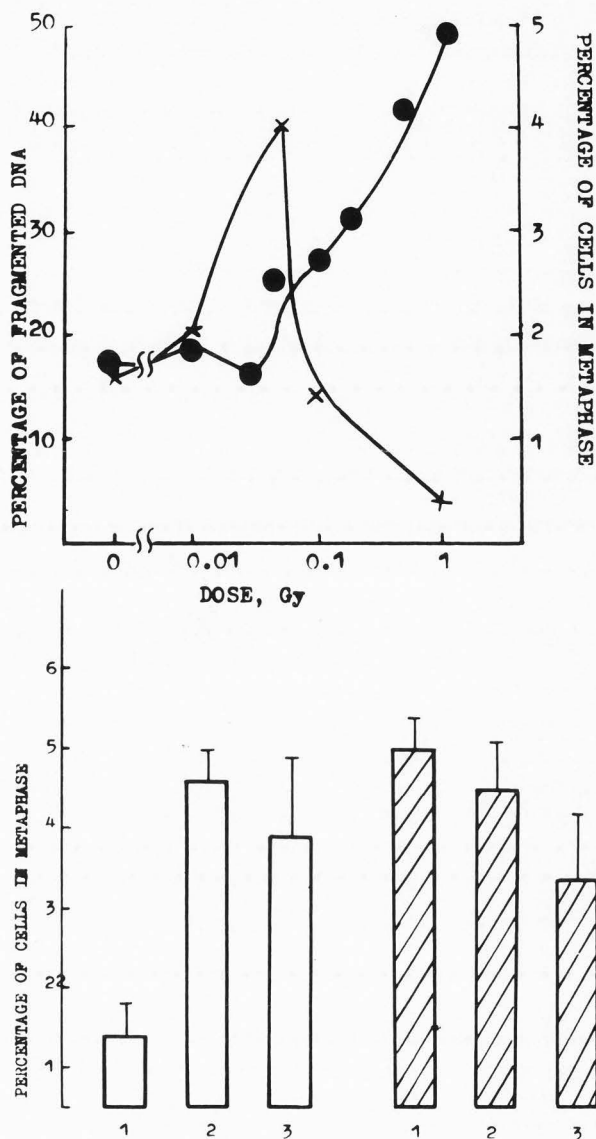 50
40
30
20
10
PERCENTAGE OF FRAGMENTED DNA
5
4
3
2
1
PERCENTAGE OF CELLS IN METAPHASE
0 0.01 0.1 1
DOSE, Gy
6
5
4
3
22
1
PERCENTAGE OF CELLS IN METAPHASE
1 2 3 1 2 3